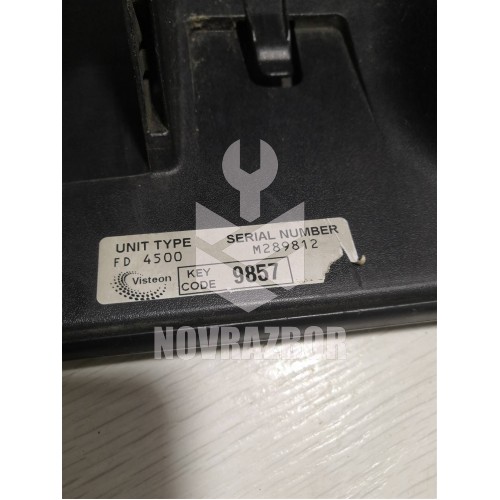 UNIT TYPE SERIAL NUMBER
FD 4500 M289812
Visteon KEY CODE 9857
NOVRAZBOR